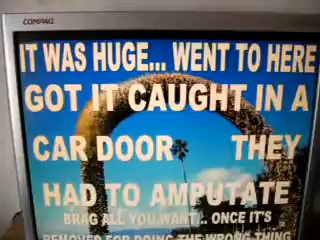 COMPAQ
IT WAS HUGE... WENT TO HERE
GOT IT CAUGHT IN A
CAR DOOR THEY
HAD TO AMPUTATE
BRAG ALL YOU WANT... ONCE IT'S
REMOVED FOR DOING THE WRONG THING